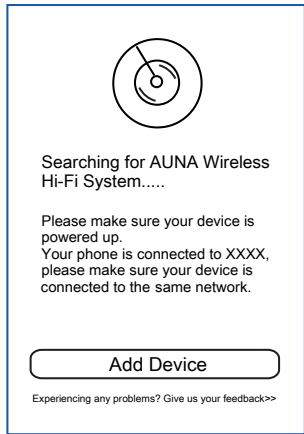 Searching for AUNA Wireless
Hi-Fi System.....
Please make sure your device is
powered up.
Your phone is connected to XXXX,
please make sure your device is
connected to the same network.
Add Device
Experiencing any problems? Give us your feedback>>